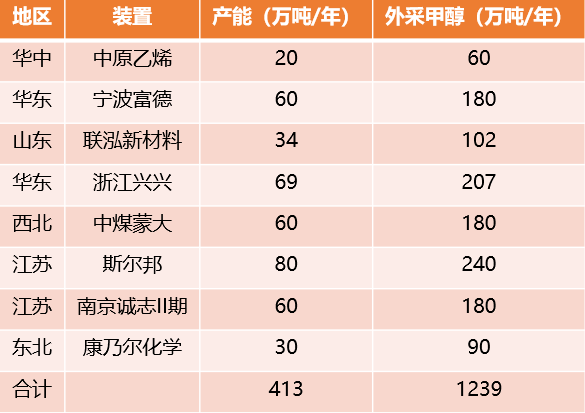 地区 装置 产能（万吨/年） 外采甲醇（万吨/年）
华中 中原乙烯 20 60
华东 宁波富德 60 180
山东 联泓新材料 34 102
华东 浙江兴兴 69 207
西北 中煤蒙大 60 180
江苏 斯尔邦 80 240
江苏 南京诚志II期 60 180
东北 康乃尔化学 30 90
合计 413 1239